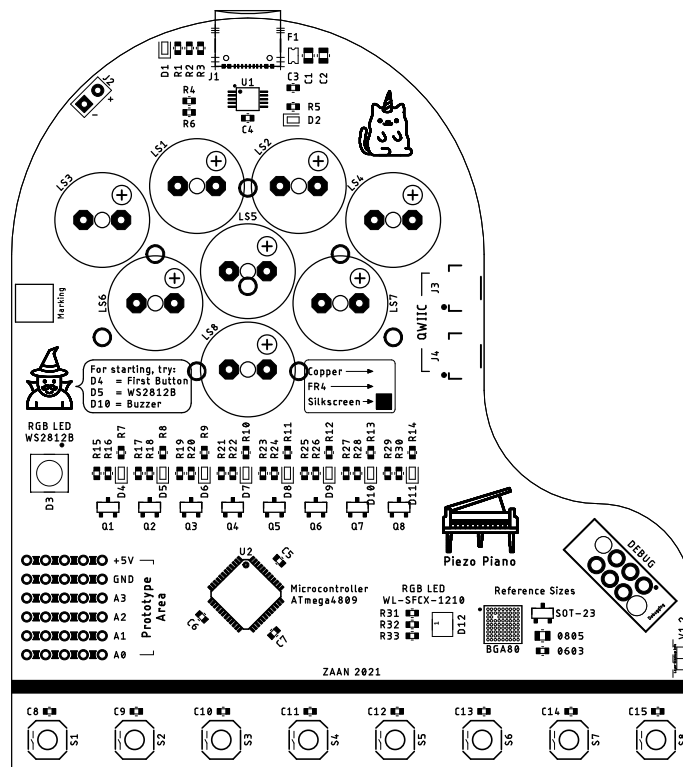 D1
R1
R2
R3
J1
F1
C1
C2
U1
C3
J2
+
-
R4
R6
C4
R5
D2
LS1
LS2
LS3
LS4
LS5
LS6
LS7
LS8
Marking
QWIIC
J3
J4
For starting, try:
D4 = First Button
D5 = WS2812B
D10 = Buzzer
Copper
FR4
Silkscreen
RGB LED
WS2812B
D3
R15
R16
R7
R17
R18
R8
R19
R20
R9
R21
R22
R10
R23
R24
R11
R25
R26
R12
R27
R28
R13
R29
R30
R14
D4
D5
D6
D7
D8
D9
D10
D11
Q1
Q2
Q3
Q4
Q5
Q6
Q7
Q8
Piezo Piano
DEBUG
Debugging
+5V
GND
A3
A2
A1
A0
Prototype
Area
U2
C5
C6
C7
Microcontroller
ATmega4809
RGB LED
WL-SFCX-1210
R31
R32
R33
1
D12
Reference Sizes
BGA80
SOT-23
0805
0603
V1.2
ZAAN 2021
C8
C9
C10
C11
C12
C13
C14
C15
S1
S2
S3
S4
S5
S6
S7
S8